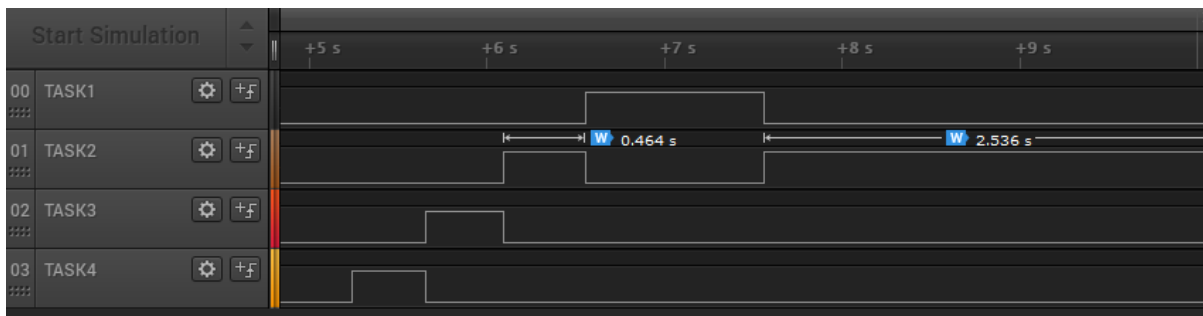 Start Simulation
+5 s +6 s +7 s +8 s +9 s
00 TASK1
W 0.464 s W 2.536 s
01 TASK2
02 TASK3
03 TASK4